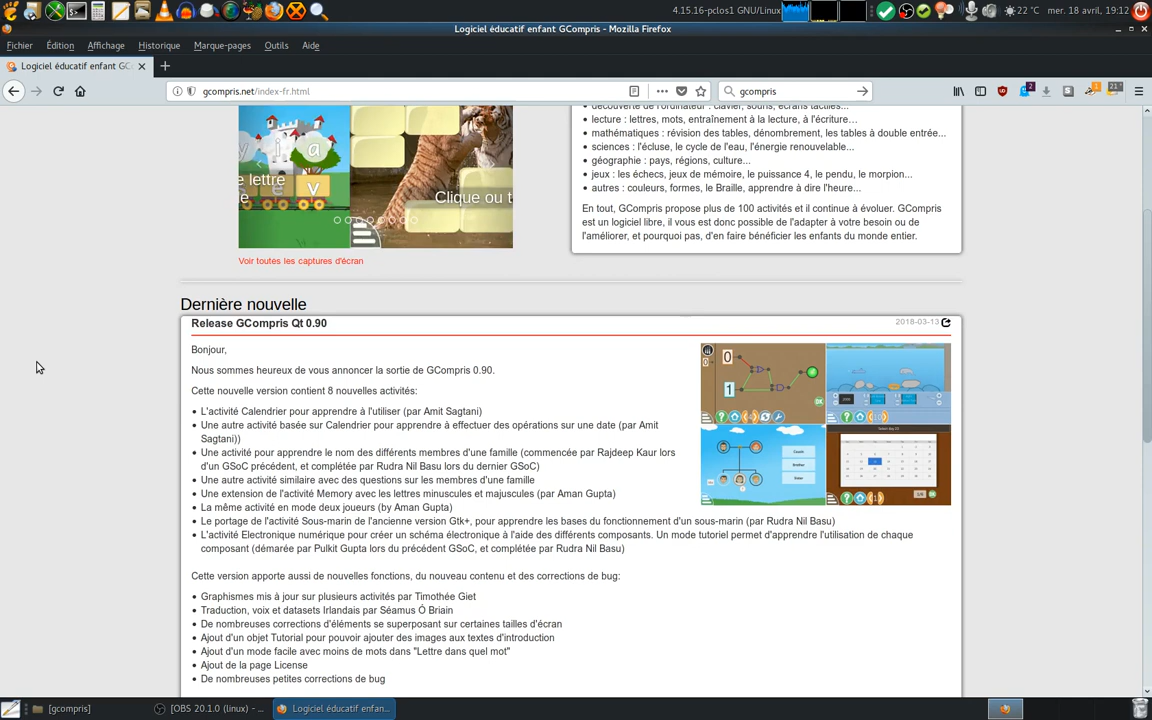 4.15.16-pclos1 GNU/Linux
22 °C
mer. 18 avril, 19:12
Logiciel éducatif enfant GCompris - Mozilla Firefox
Fichier Édition Affichage Historique Marque-pages Outils Aide
Logiciel éducatif enfant GC
gcompris.net/index-fr.html
gcompris
2
1
21
découverte de l'ordinateur : clavier, souris, écrans tactiles...
• lecture : lettres, mots, entraînement à la lecture, à l'écriture…
• mathématiques : révision des tables, dénombrement, les tables à double entrée...
• sciences : l'écluse, le cycle de l'eau, l'énergie renouvelable...
• géographie : pays, régions, culture...
• jeux : les échecs, jeux de mémoire, le puissance 4, le pendu, le morpion...
• autres : couleurs, formes, le Braille, apprendre à dire l'heure...
En tout, GCompris propose plus de 100 activités et il continue à évoluer. GCompris
est un logiciel libre, il vous est donc possible de l'adapter à votre besoin ou de
l'améliorer, et pourquoi pas, d'en faire bénéficier les enfants du monde entier.
y i a
e lettre
e
e v
Clique ou t
Voir toutes les captures d'écran
Dernière nouvelle
Release GCompris Qt 0.90
2018-03-13
Bonjour,
Nous sommes heureux de vous annoncer la sortie de GCompris 0.90.
Cette nouvelle version contient 8 nouvelles activités:
• L'activité Calendrier pour apprendre à l'utiliser (par Amit Sagtani)
• Une autre activité basée sur Calendrier pour apprendre à effectuer des opérations sur une date (par Amit
Sagtani))
• Une activité pour apprendre le nom des différents membres d'une famille (commencée par Rajdeep Kaur lors
d'un GSoC précédent, et complétée par Rudra Nil Basu lors du dernier GSoC)
• Une autre activité similaire avec des questions sur les membres d'une famille
• Une extension de l'activité Memory avec les lettres minuscules et majuscules (par Aman Gupta)
• La même activité en mode deux joueurs (by Aman Gupta)
• Le portage de l'activité Sous-marin de l'ancienne version Gtk+, pour apprendre les bases du fonctionnement d'un sous-marin (par Rudra Nil Basu)
• L'activité Electronique numérique pour créer un schéma électronique à l'aide des différents composants. Un mode tutoriel permet d'apprendre l'utilisation de chaque
composant (démarée par Pulkit Gupta lors du précédent GSoC, et complétée par Rudra Nil Basu)
0
1
OK
Cette version apporte aussi de nouvelles fonctions, du nouveau contenu et des corrections de bug:
• Graphismes mis à jour sur plusieurs activités par Timothée Giet
• Traduction, voix et datasets Irlandais par Séamus Ó Briain
• De nombreuses corrections d'éléments se superposant sur certaines tailles d'écran
• Ajout d'un objet Tutorial pour pouvoir ajouter des images aux textes d'introduction
• Ajout d'un mode facile avec moins de mots dans "Lettre dans quel mot"
• Ajout de la page License
• De nombreuses petites corrections de bug
[gcompris]
[OBS 20.1.0 (linux) - ...
Logiciel éducatif enfan...